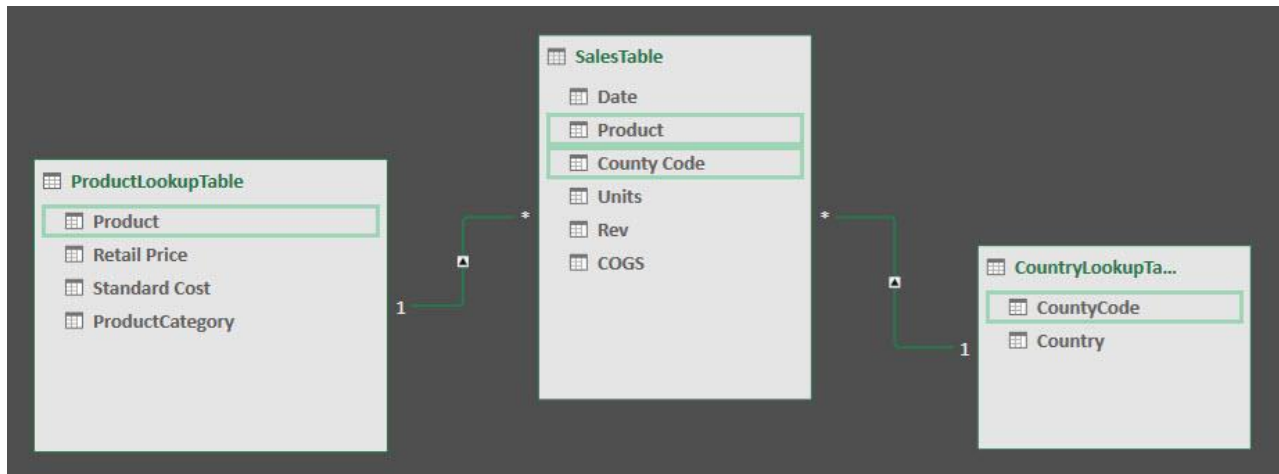 ProductLookupTable
Product
Retail Price
Standard Cost
ProductCategory
1
*
SalesTable
Date
Product
County Code
Units
Rev
COGS
*
1
CountryLookupTa...
CountyCode
Country